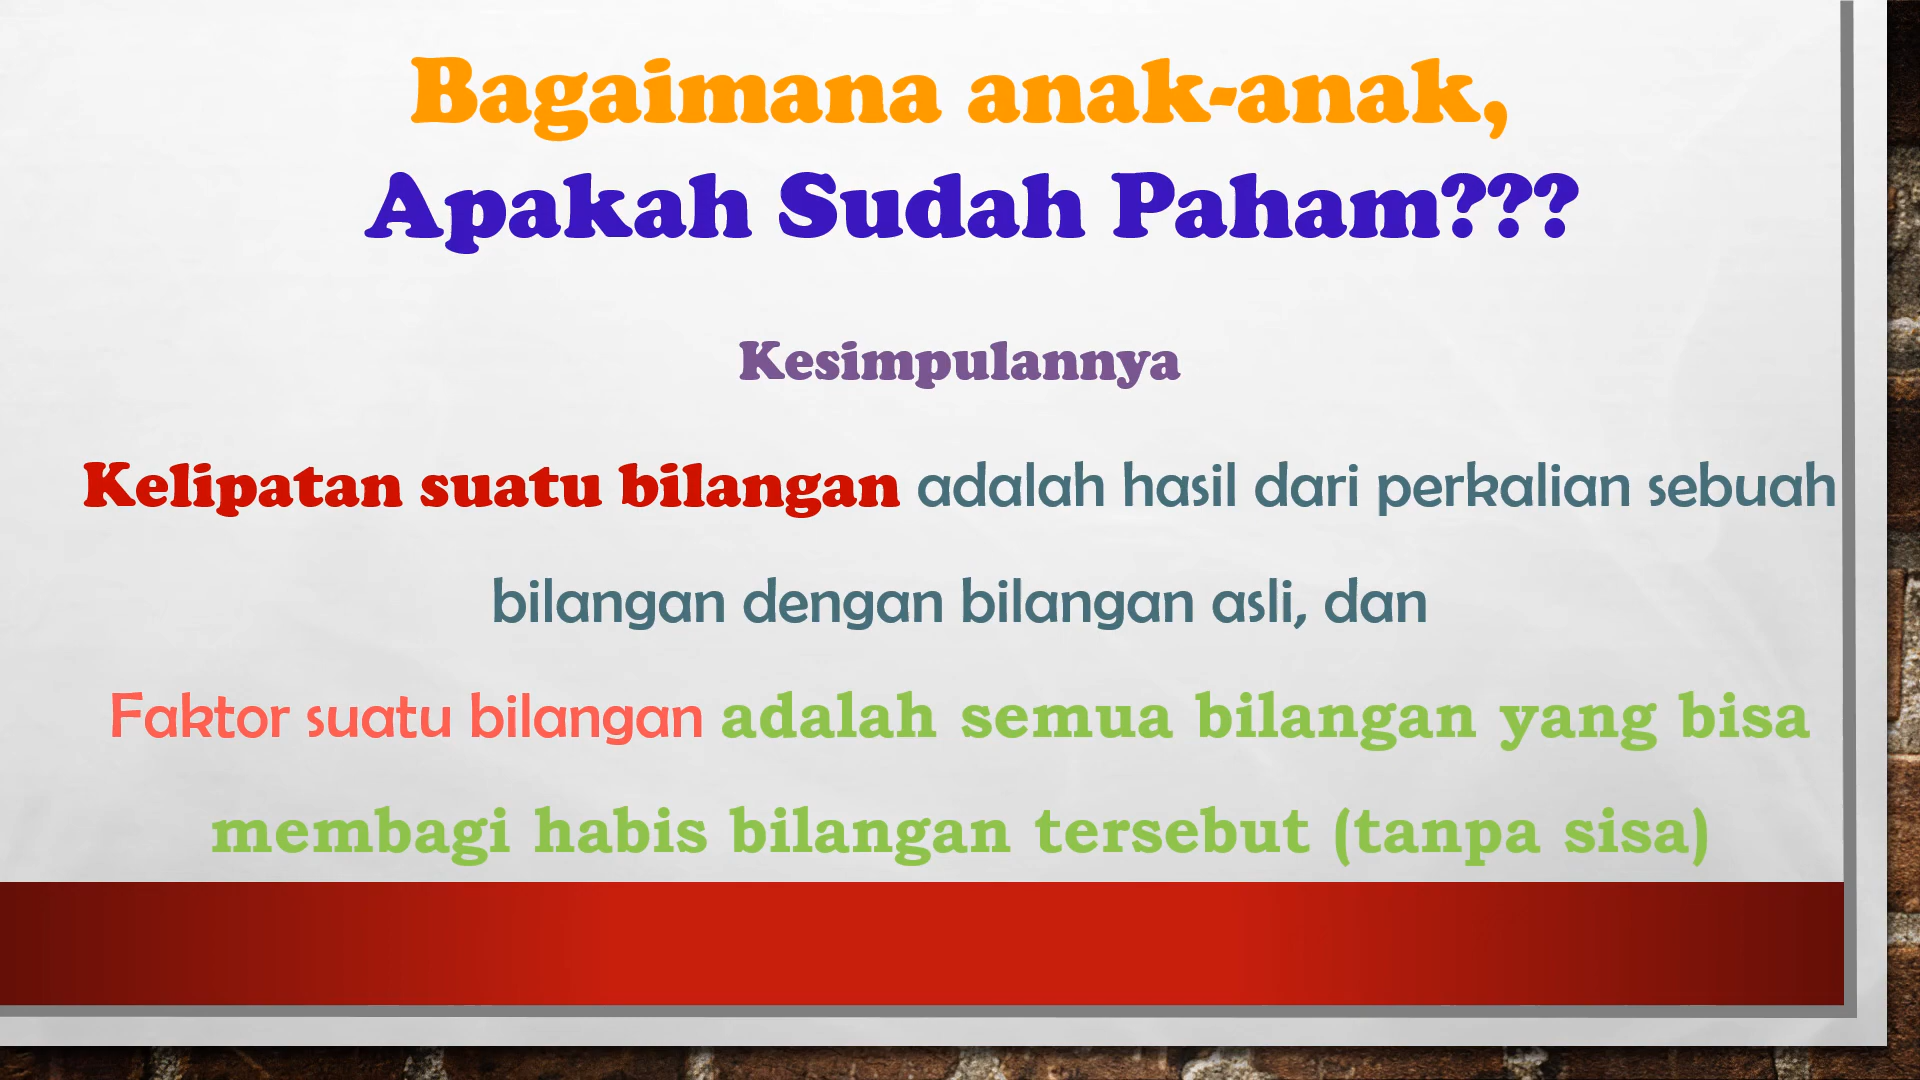 Bagaimana anak-anak,
Apakah Sudah Paham???
Kesimpulannya
Kelipatan suatu bilangan adalah hasil dari perkalian sebuah
bilangan dengan bilangan asli, dan
Faktor suatu bilangan adalah semua bilangan yang bisa
membagi habis bilangan tersebut (tanpa sisa)